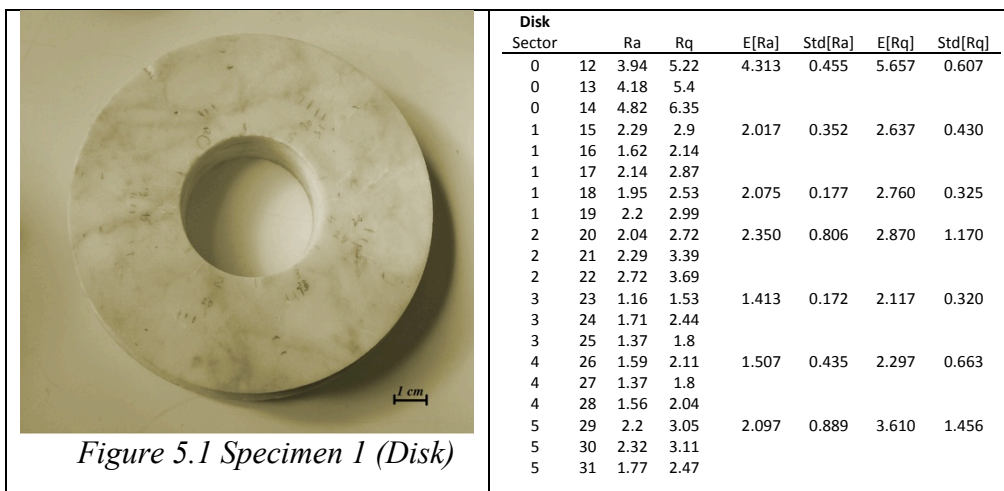 1 cm
Figure 5.1 Specimen 1 (Disk)
Disk
Sector Ra Rq E[Ra] Std[Ra] E[Rq] Std[Rq]
0 12 3.94 5.22 4.313 0.455 5.657 0.607
0 13 4.18 5.4
0 14 4.82 6.35
1 15 2.29 2.9 2.017 0.352 2.637 0.430
1 16 1.62 2.14
1 17 2.14 2.87
1 18 1.95 2.53 2.075 0.177 2.760 0.325
1 19 2.2 2.99
2 20 2.04 2.72 2.350 0.806 2.870 1.170
2 21 2.29 3.39
2 22 2.72 3.69
3 23 1.16 1.53 1.413 0.172 2.117 0.320
3 24 1.71 2.44
3 25 1.37 1.8
4 26 1.59 2.11 1.507 0.435 2.297 0.663
4 27 1.37 1.8
4 28 1.56 2.04
5 29 2.2 3.05 2.097 0.889 3.610 1.456
5 30 2.32 3.11
5 31 1.77 2.47